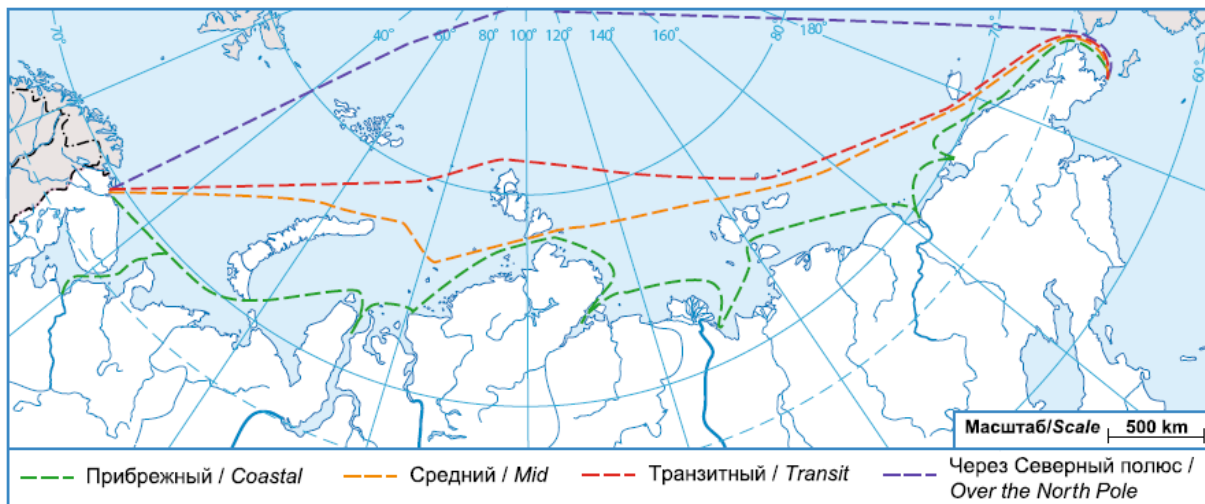 70°
40°
60°
80°
100°
120°
140°
160°
80°
180°
70°
60°
Масштаб/Scale 500 km
Прибрежный / Coastal
Средний / Mid
Транзитный / Transit
Через Северный полюс /
Over the North Pole